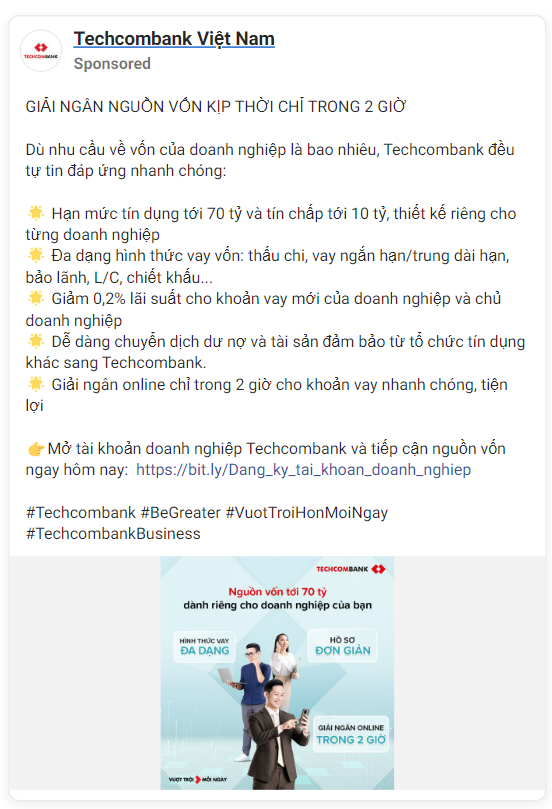 Techcombank Việt Nam
TECHCOMBANK
Sponsored
GIẢI NGÂN NGUỒN VỐN KỊP THỜI CHỈ TRONG 2 GIỜ
Dù nhu cầu về vốn của doanh nghiệp là bao nhiêu, Techcombank đều
tự tin đáp ứng nhanh chóng:
🌟 Hạn mức tín dụng tới 70 tỷ và tín chấp tới 10 tỷ, thiết kế riêng cho
từng doanh nghiệp
🌟 Đa dạng hình thức vay vốn: thấu chi, vay ngắn hạn/trung dài hạn,
bảo lãnh, L/C, chiết khấu...
🌟 Giảm 0,2% lãi suất cho khoản vay mới của doanh nghiệp và chủ
doanh nghiệp
🌟 Dễ dàng chuyển dịch dư nợ và tài sản đảm bảo từ tổ chức tín dụng
khác sang Techcombank.
🌟 Giải ngân online chỉ trong 2 giờ cho khoản vay nhanh chóng, tiện
lợi
👉Mở tài khoản doanh nghiệp Techcombank và tiếp cận nguồn vốn
ngay hôm nay: https://bit.ly/Dang_ky_tai_khoan_doanh_nghiep
#Techcombank #BeGreater #VuotTroiHonMoiNgay
#TechcombankBusiness
TECHCOMBANK
Nguồn vốn tới 70 tỷ
dành riêng cho doanh nghiệp của bạn
HÌNH THỨC VAY
ĐA DẠNG
HỒ SƠ
ĐƠN GIẢN
GIẢI NGÂN ONLINE
TRONG 2 GIỜ
VƯỢT TRỘI MỖI NGÀY